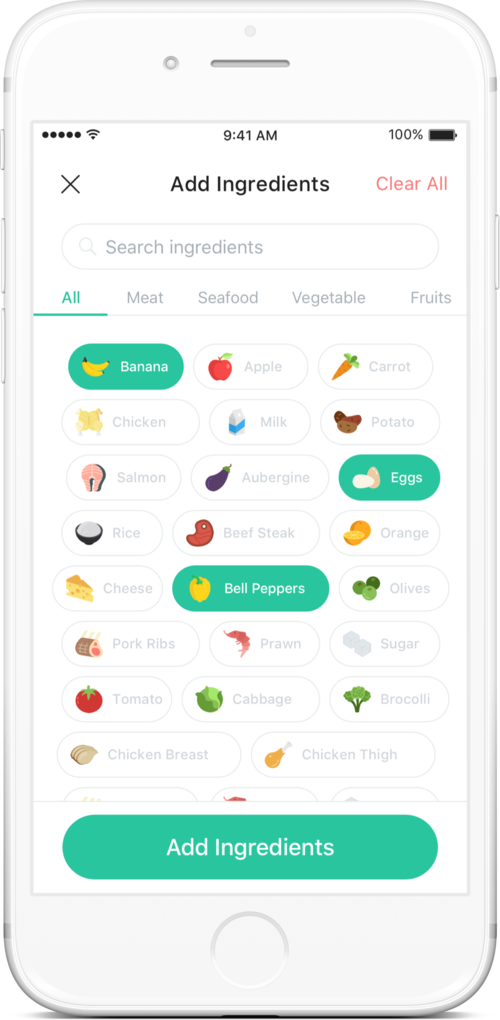 9:41 AM 100%
Add Ingredients Clear All
Search ingredients
All Meat Seafood Vegetable Fruits
Banana Apple Carrot
Chicken Milk Potato
Salmon Aubergine Eggs
Rice Beef Steak Orange
Cheese Bell Peppers Olives
Pork Ribs Prawn Sugar
Tomato Cabbage Brocolli
Chicken Breast Chicken Thigh
Add Ingredients